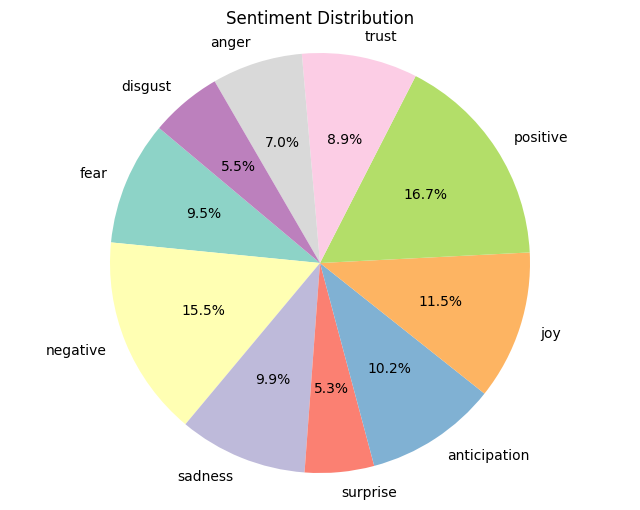 Sentiment Distribution
trust
anger
disgust
positive
fear
joy
negative
anticipation
sadness
surprise
7.0%
8.9%
5.5%
16.7%
9.5%
11.5%
15.5%
10.2%
9.9%
5.3%